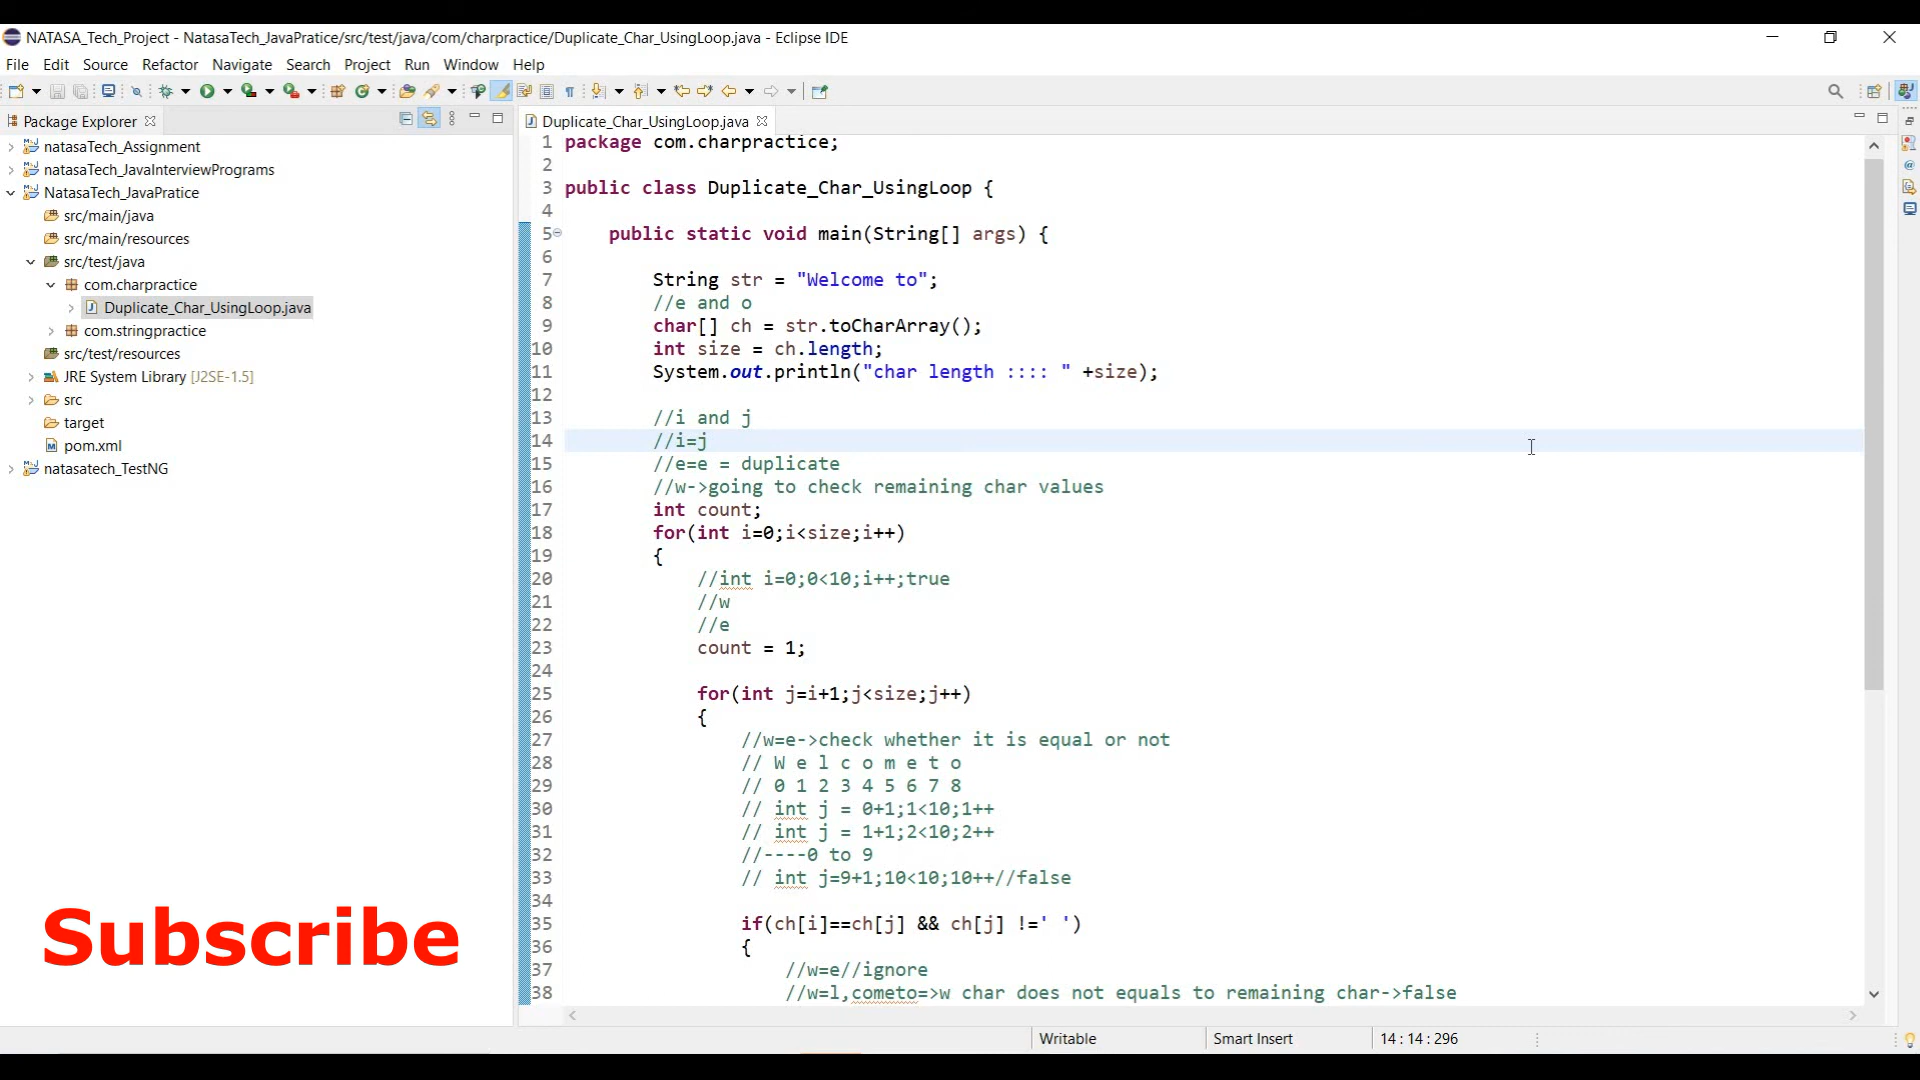 NATASA_Tech_Project - NatasaTech_JavaPratice/src/test/java/com/charpractice/Duplicate_Char_UsingLoop.java - Eclipse IDE
File Edit Source Refactor Navigate Search Project Run Window Help
Package Explorer
natasaTech_Assignment
natasaTech_JavaInterviewPrograms
NatasaTech_JavaPratice
src/main/java
src/main/resources
src/test/java
com.charpractice
Duplicate_Char_UsingLoop.java
com.stringpractice
src/test/resources
JRE System Library [J2SE-1.5]
src
target
pom.xml
natasatech_TestNG
Subscribe
Duplicate_Char_UsingLoop.java
1 package com.charpractice;
2
3 public class Duplicate_Char_UsingLoop {
4
5 public static void main(String[] args) {
6
7 String str = "Welcome to";
8 //e and o
9 char[] ch = str.toCharArray();
10 int size = ch.length;
11 System.out.println("char length :::: " +size);
12
13 //i and j
14 //i=j
15 //e=e = duplicate
16 //w->going to check remaining char values
17 int count;
18 for(int i=0;i<size;i++)
19 {
20 //int i=0;0<10;i++;true
21 //w
22 //e
23 count = 1;
24
25 for(int j=i+1;j<size;j++)
26 {
27 //w=e->check whether it is equal or not
28 // W e l c o m e t o
29 // 0 1 2 3 4 5 6 7 8
30 // int j = 0+1;1<10;1++
31 // int j = 1+1;2<10;2++
32 //----0 to 9
33 // int j=9+1;10<10;10++//false
34
35 if(ch[i]==ch[j] && ch[j] !=' ')
36 {
37 //w=e//ignore
38 //w=l,cometo=>w char does not equals to remaining char->false
Writable Smart Insert 14 : 14 : 296